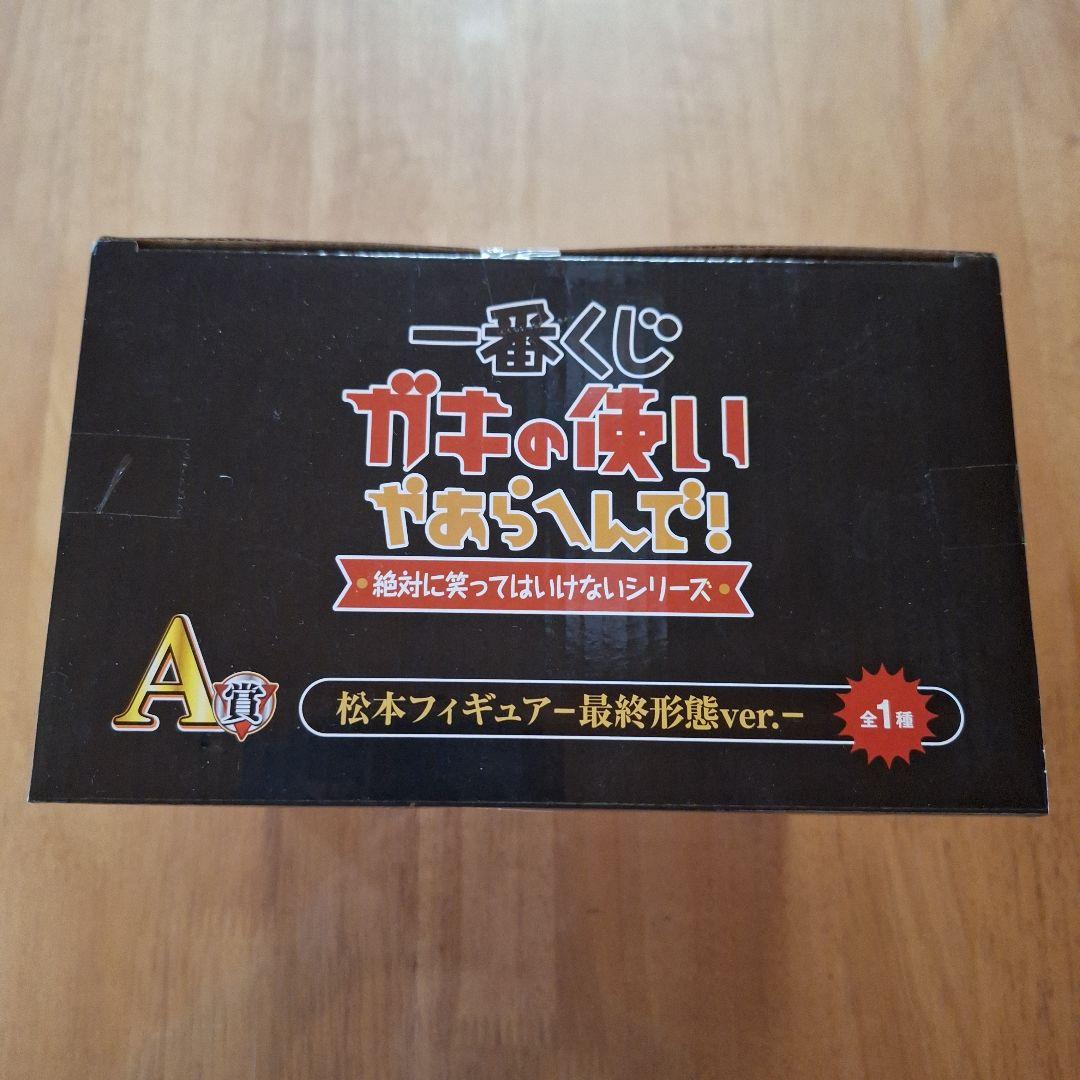 一番くじ
ガキの使い
やあらへんで!
絶対に笑ってはいけないシリーズ
A賞
松本フィギュアー最終形態ver.ー
全1種